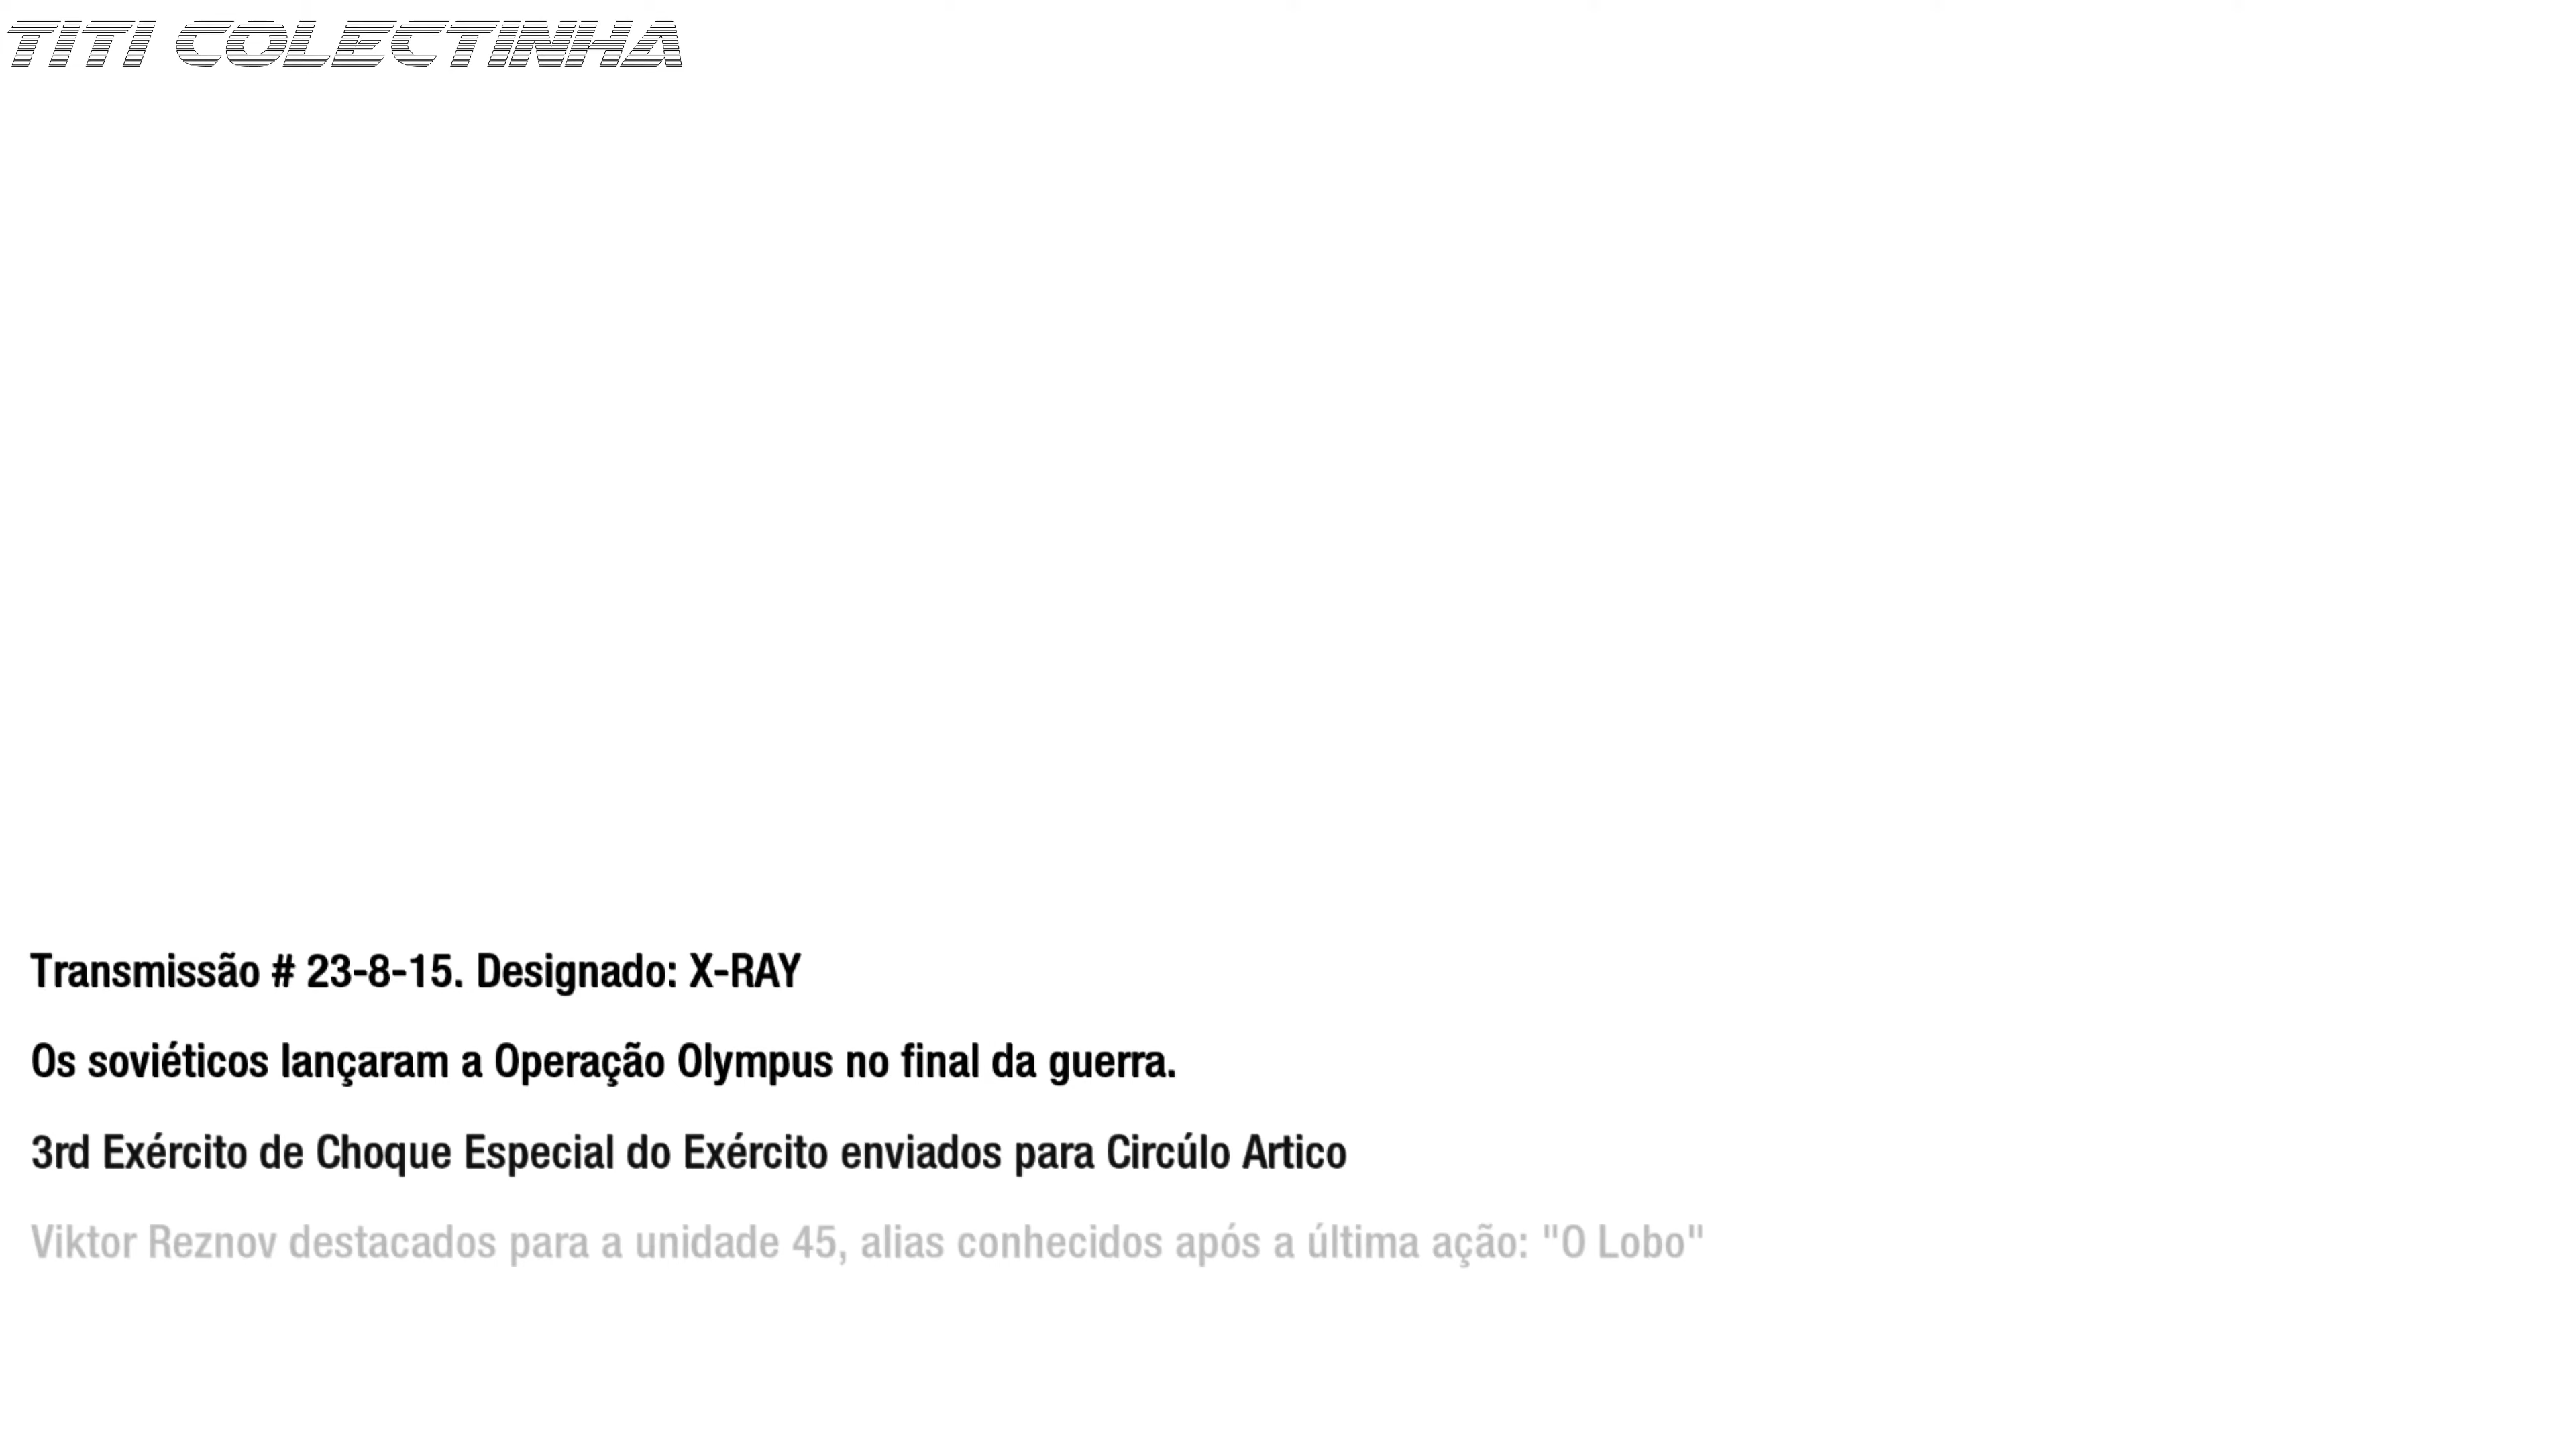 TITI COLECTINHA
Transmissão # 23-8-15. Designado: X-RAY
Os soviéticos lançaram a Operação Olympus no final da guerra.
3rd Exército de Choque Especial do Exército enviados para Circúlo Artico
Viktor Reznov destacados para a unidade 45, alias conhecidos após a última ação: "O Lobo"